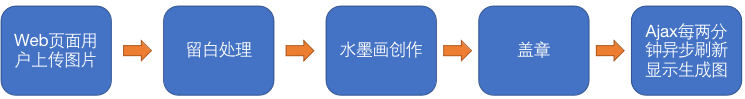 Web页面用
户上传图片
留白处理
水墨画创作
盖章
Ajax每两分
钟异步刷新
显示生成图